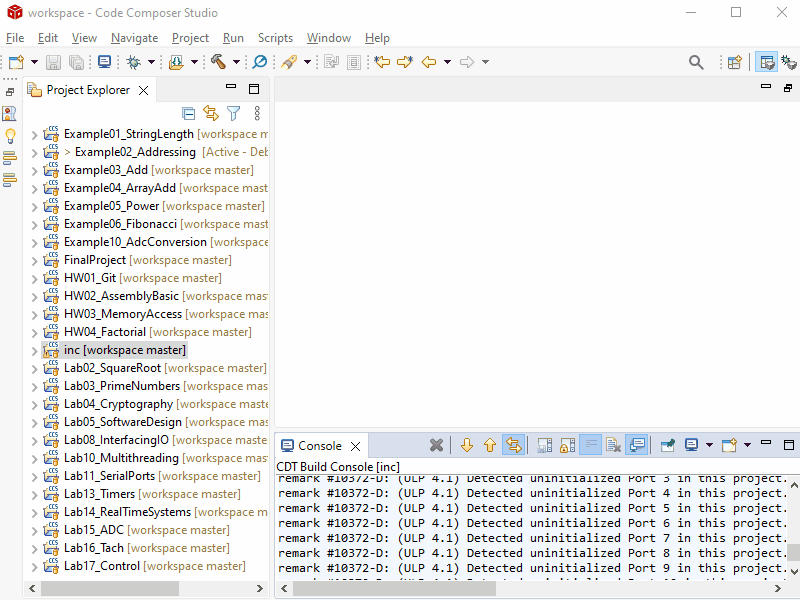 workspace - Code Composer Studio
File Edit View Navigate Project Run Scripts Window Help
Project Explorer
Example01_StringLength [workspace m
> Example02_Addressing [Active - Deb
Example03_Add [workspace master]
Example04_ArrayAdd [workspace mast
Example05_Power [workspace master]
Example06_Fibonacci [workspace mast
Example10_AdcConversion [workspace
FinalProject [workspace master]
HW01_Git [workspace master]
HW02_AssemblyBasic [workspace mas
HW03_MemoryAccess [workspace mas
HW04_Factorial [workspace master]
inc [workspace master]
Lab02_SquareRoot [workspace master]
Lab03_PrimeNumbers [workspace mas
Lab04_Cryptography [workspace maste
Lab05_SoftwareDesign [workspace mas
Lab08_InterfacingIO [workspace master
Lab10_Multithreading [workspace mast
Lab11_SerialPorts [workspace master]
Lab13_Timers [workspace master]
Lab14_RealTimeSystems [workspace m
Lab15_ADC [workspace master]
Lab16_Tach [workspace master]
Lab17_Control [workspace master]
Console
CDT Build Console [inc]
remark #10372-D: (ULP 4.1) Detected uninitialized Port 3 in this project.
remark #10372-D: (ULP 4.1) Detected uninitialized Port 4 in this project.
remark #10372-D: (ULP 4.1) Detected uninitialized Port 5 in this project.
remark #10372-D: (ULP 4.1) Detected uninitialized Port 6 in this project.
remark #10372-D: (ULP 4.1) Detected uninitialized Port 7 in this project.
remark #10372-D: (ULP 4.1) Detected uninitialized Port 8 in this project.
remark #10372-D: (ULP 4.1) Detected uninitialized Port 9 in this project.